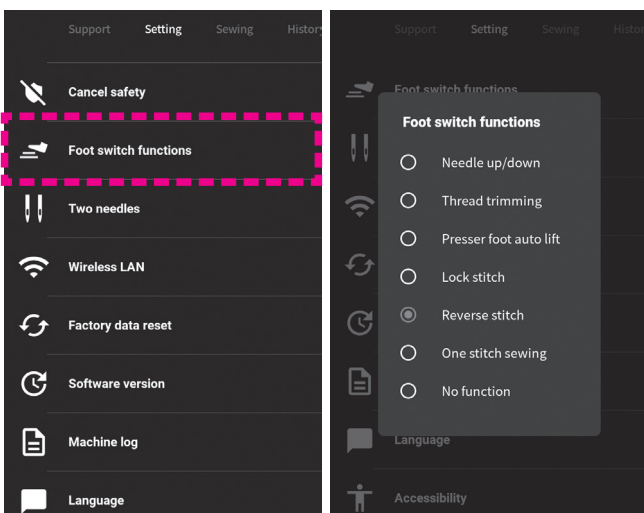 Support Setting Sewing History
Cancel safety
Foot switch functions
Two needles
Wireless LAN
Factory data reset
Software version
Machine log
Language
Support Setting Sewing Histor
Foot switch functions
Foot switch functions
Needle up/down
Thread trimming
Presser foot auto lift
Lock stitch
Reverse stitch
One stitch sewing
No function
Language
Accessibility